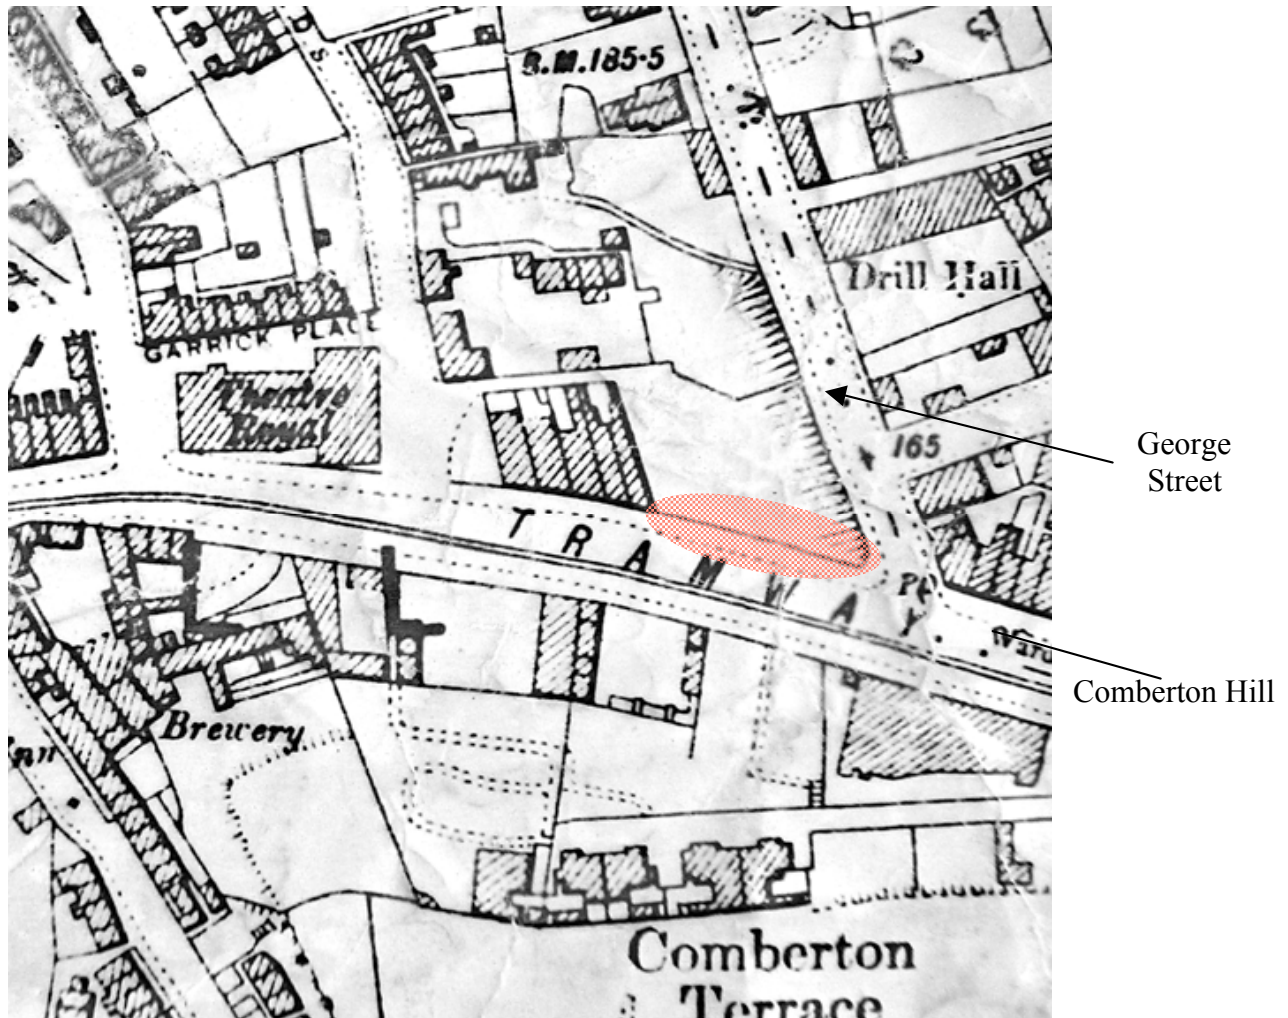 B.M.185·5
Drill Hall
GARRICK PLACE
Theatre
Royal
165
George
Street
TRAMWAY
Comberton Hill
Brewery
Comberton
Terrace